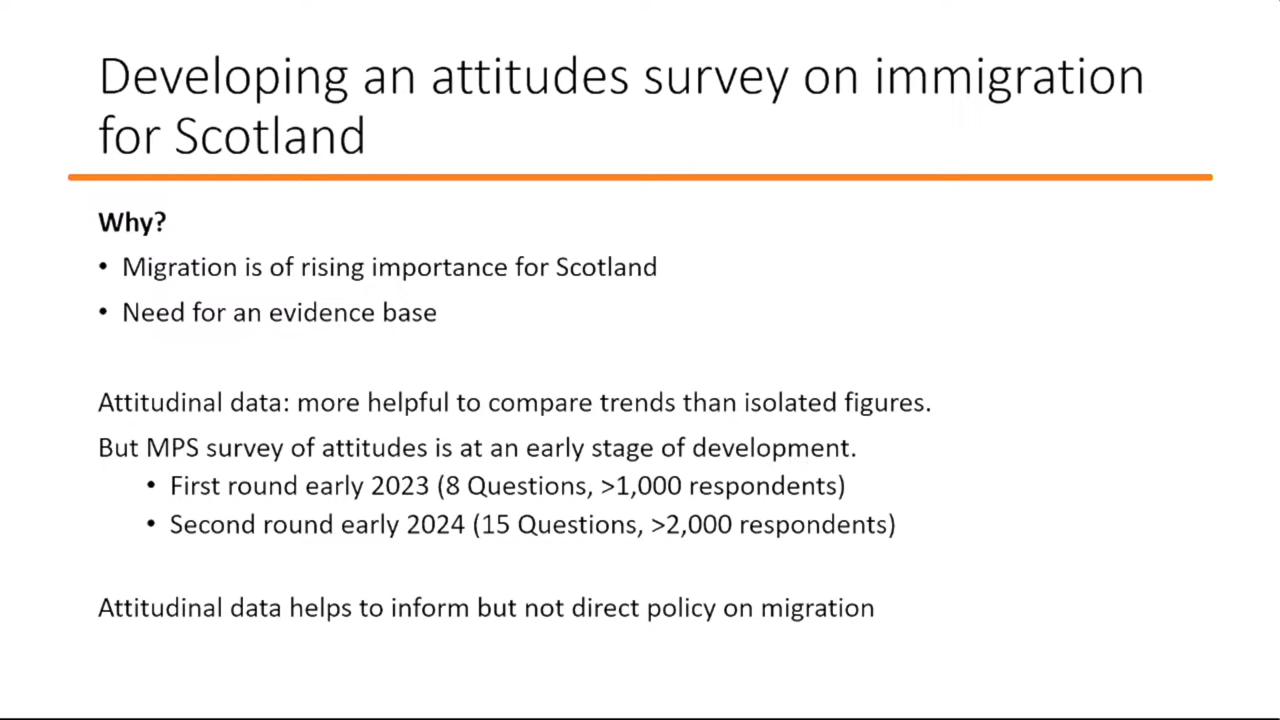 Developing an attitudes survey on immigration
for Scotland
Why?
• Migration is of rising importance for Scotland
• Need for an evidence base
Attitudinal data: more helpful to compare trends than isolated figures.
But MPS survey of attitudes is at an early stage of development.
• First round early 2023 (8 Questions, >1,000 respondents)
• Second round early 2024 (15 Questions, >2,000 respondents)
Attitudinal data helps to inform but not direct policy on migration